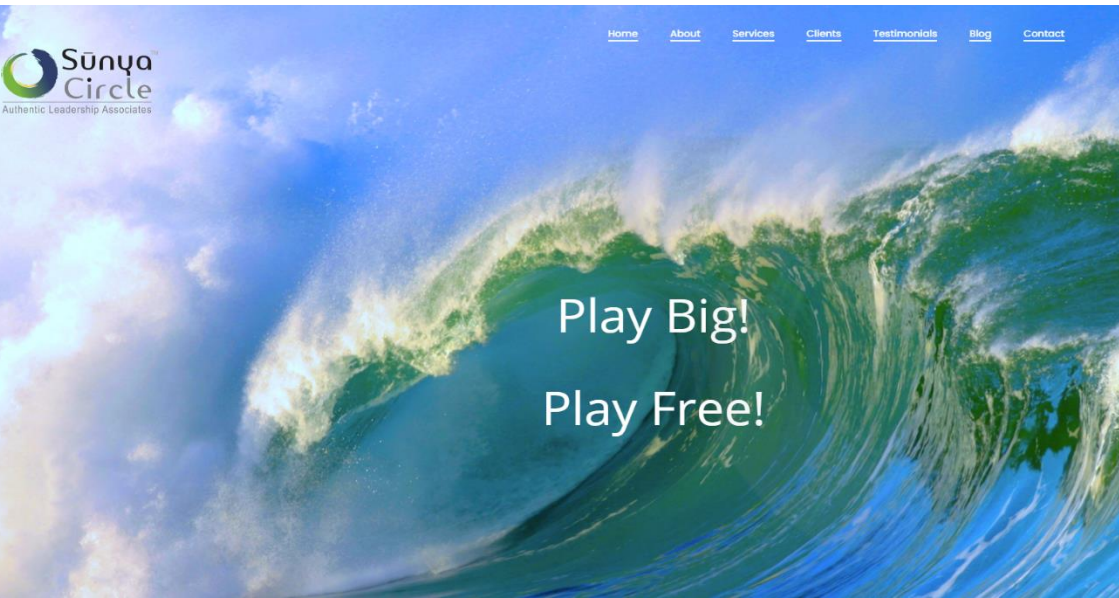 Home About Services Clients Testimonials Blog Contact
Sūnya
Circle
Authentic Leadership Associates
Play Big!
Play Free!